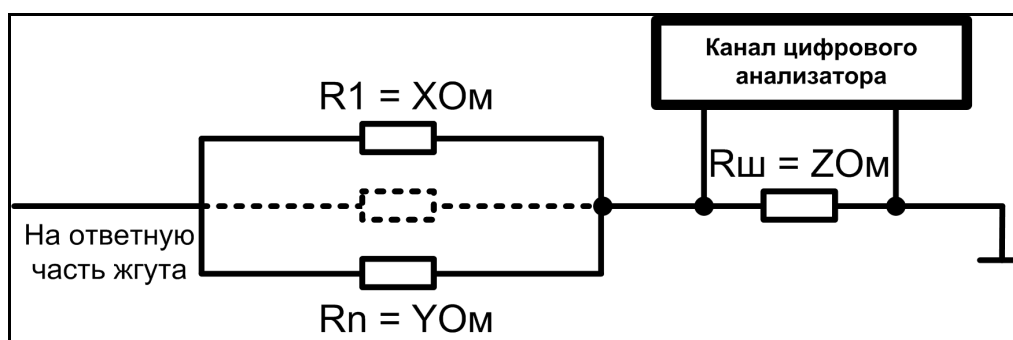 Канал цифрового
анализатора
R1 = XОм
Rш = ZОм
На ответную
часть жгута
Rn = YОм